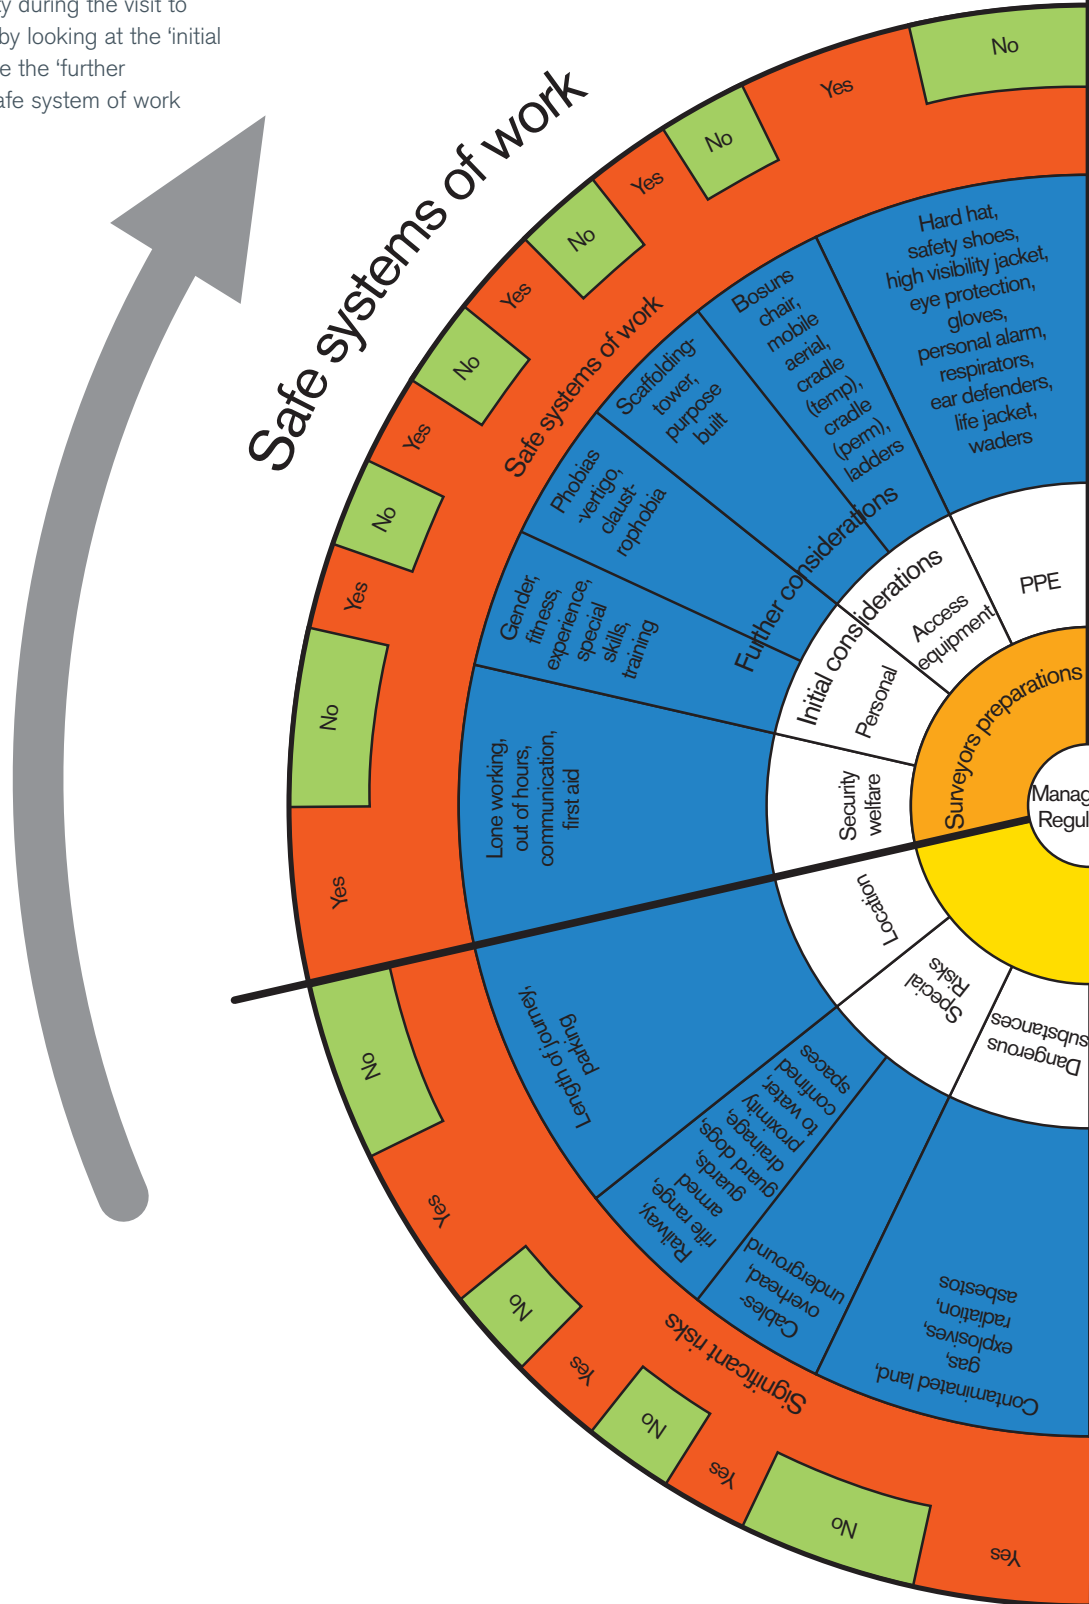 y during the visit to
by looking at the ‘initial
e the ‘further
afe system of work
Safe systems of work
No
Yes
No
Yes
No
Yes
No
Yes
No
Yes
No
Yes
Safe systems of work
Hard hat,
safety shoes,
high visibility jacket,
eye protection,
gloves,
personal alarm,
respirators,
ear defenders,
life jacket,
waders
Bosuns
chair,
mobile
aerial,
cradle
(temp),
cradle
(perm),
ladders
Scaffolding-
tower,
purpose
built
Phobias
-vertigo,
claust-
rophobia
Gender,
fitness,
experience,
special
skills,
training
Lone working,
out of hours,
communication,
first aid
Further considerations
Initial considerations
PPE
Access
equipment
Personal
Security
welfare
Surveyors preparations
Manag
Regul
Location
Special
Risks
Dangerous
substances
Length of journey,
parking
Railway,
rifle range,
armed
guards,
guard dogs,
drainage,
proximity
to water,
confined
spaces
Cables-
overhead,
underground
Contaminated land,
gas,
explosives,
radiation,
asbestos
Significant risks
No
Yes
No
Yes
No
Yes
No
Yes